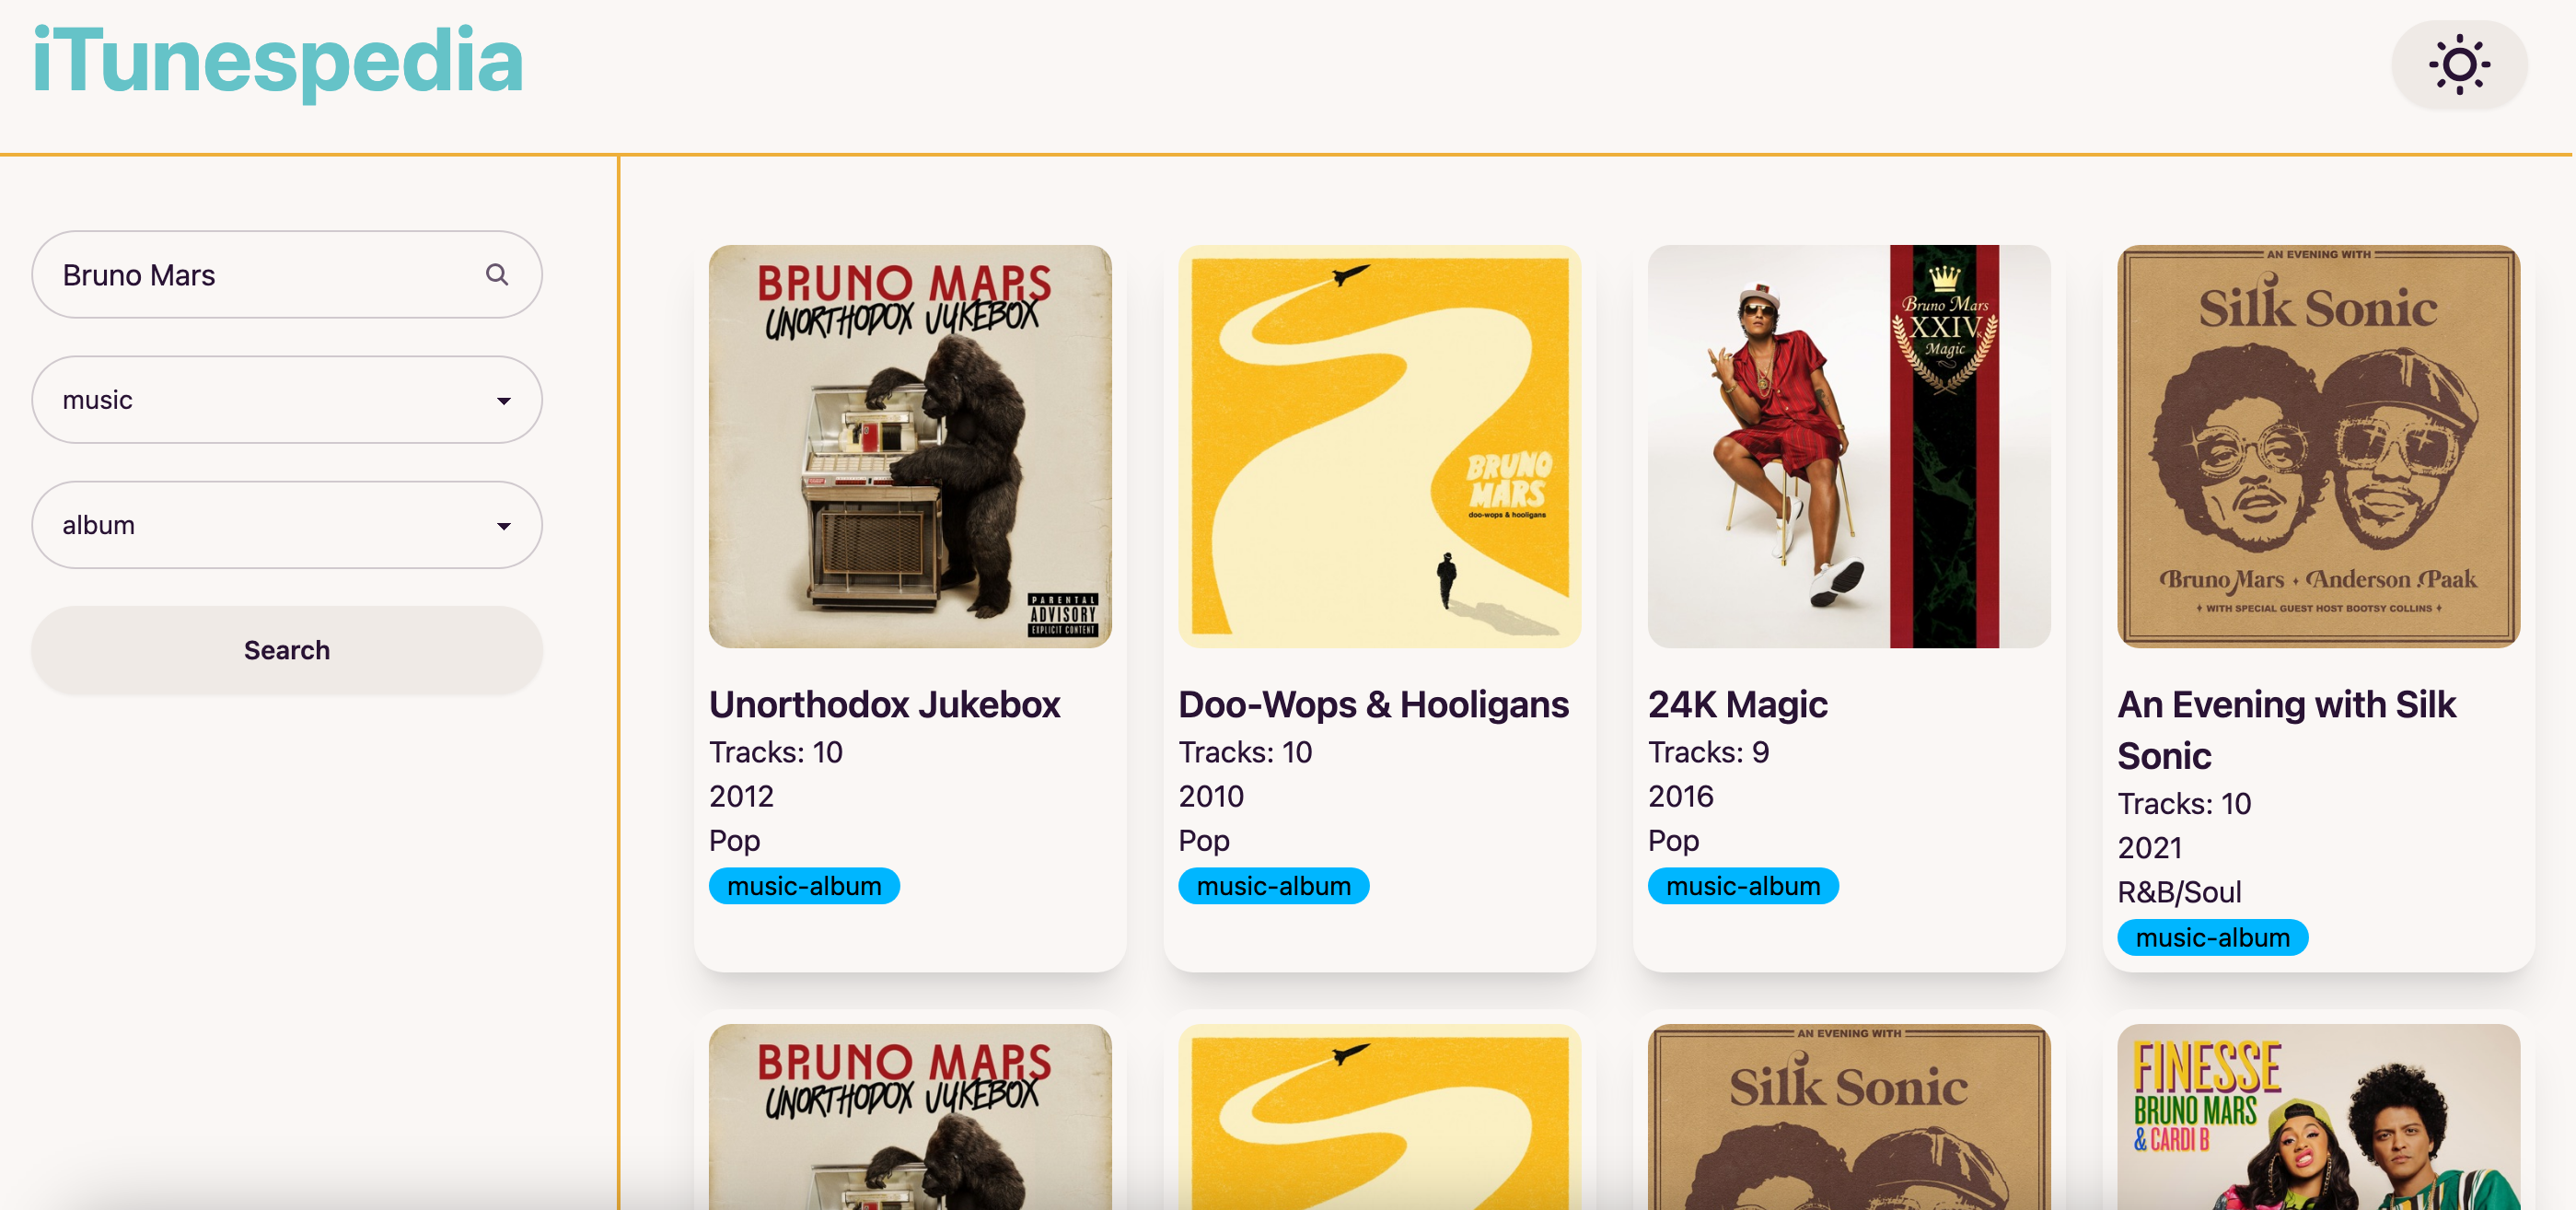 iTunespedia
Bruno Mars
music
album
Search
BRUNO MARS
UNORTHODOX JUKEBOX
PARENTAL
ADVISORY
EXPLICIT CONTENT
Unorthodox Jukebox
Tracks: 10
2012
Pop
music-album
BRUNO
MARS
doo-wops & hooligans
Doo-Wops & Hooligans
Tracks: 10
2010
Pop
music-album
Bruno Mars
XXIVK
Magic
24K Magic
Tracks: 9
2016
Pop
music-album
AN EVENING WITH
Silk Sonic
Bruno Mars Anderson .Paak
WITH SPECIAL GUEST HOST BOOTSY COLLINS
An Evening with Silk
Sonic
Tracks: 10
2021
R&B/Soul
music-album
BRUNO MARS
UNORTHODOX JUKEBOX
AN EVENING WITH
Silk Sonic
FINESSE
BRUNO MARS
& CARDI B